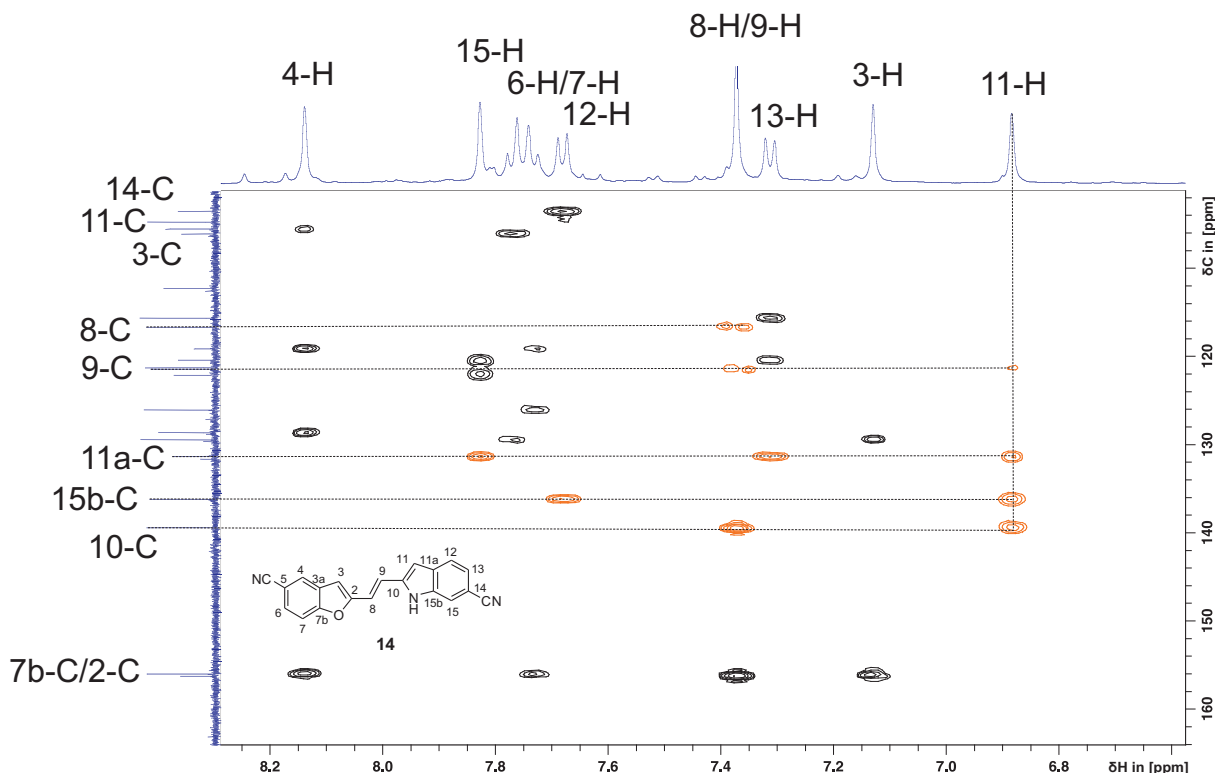 8-H/9-H
15-H
4-H
6-H/7-H
3-H
11-H
13-H
12-H
14-C
11-C
3-C
8-C
9-C
11a-C
15b-C
10-C
7b-C/2-C
δC in [ppm]
120
130
140
150
160
NC
5
4
3a
3
2
7b
O
7
6
8
9
10
11
11a
12
13
14
15
15b
N
H
CN
14
8.2
8.0
7.8
7.6
7.4
7.2
7.0
6.8
δH in [ppm]